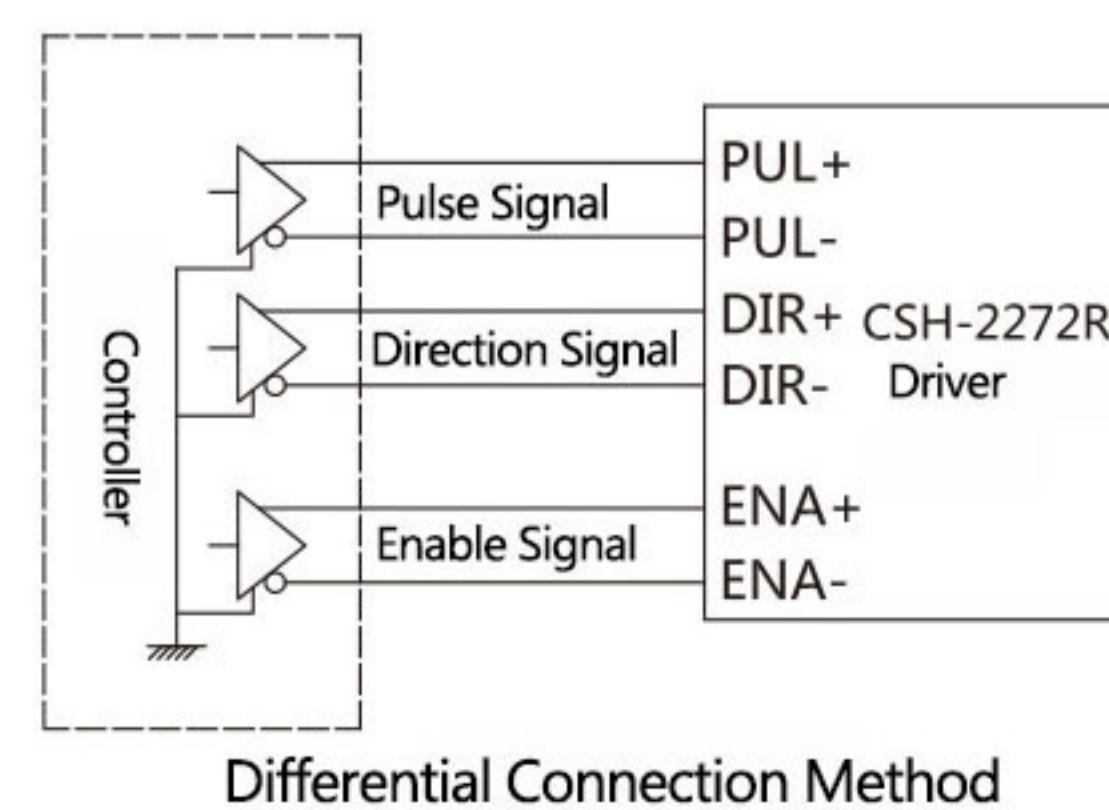 Controller
Pulse Signal
Direction Signal
Enable Signal
PUL+
PUL-
DIR+
DIR-
CSH-2272R
Driver
ENA+
ENA-
Differential Connection Method